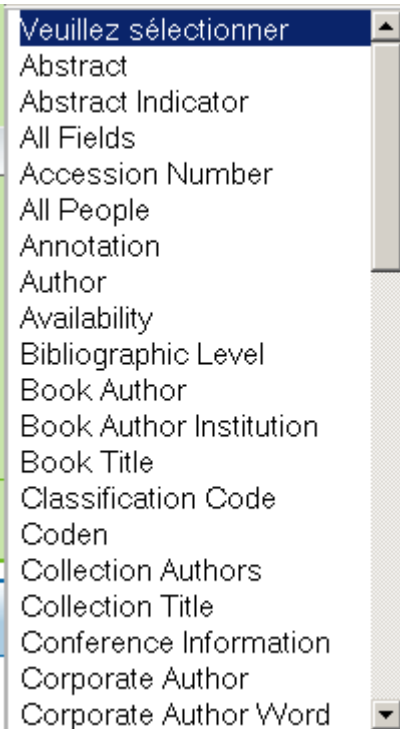 Veuillez sélectionner
Abstract
Abstract Indicator
All Fields
Accession Number
All People
Annotation
Author
Availability
Bibliographic Level
Book Author
Book Author Institution
Book Title
Classification Code
Coden
Collection Authors
Collection Title
Conference Information
Corporate Author
Corporate Author Word